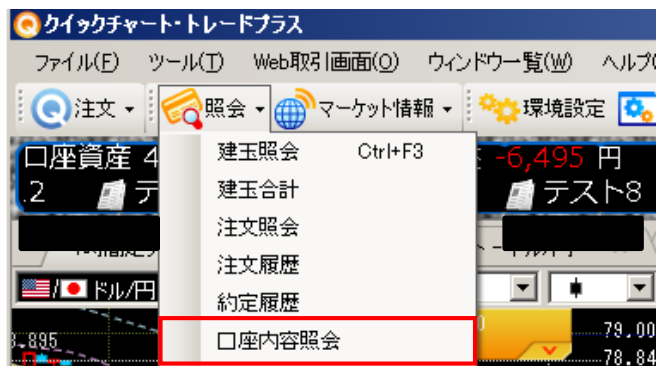 クイックチャート・トレードプラス
ファイル(F) ツール(T) Web取引画面(O) ウィンドウ一覧(W) ヘルプ(
注文 照会 マーケット情報 環境設定
口座資産 4 -6,495 円
.2 テ テスト8
建玉照会 Ctrl+F3
建玉合計
注文照会
注文履歴
約定履歴
口座内容照会
ドル/円
79.00
78.84